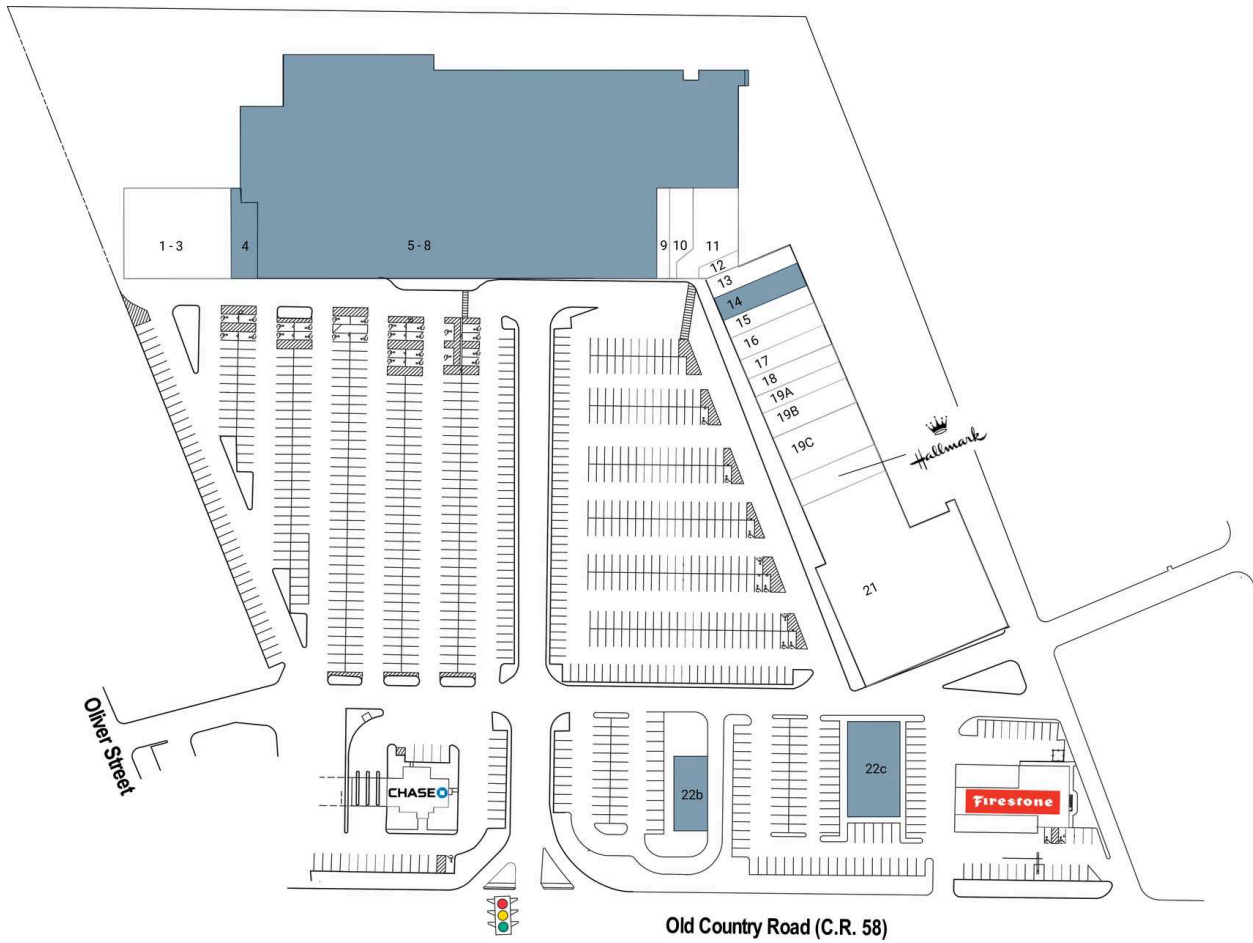 1 - 3
4
5 - 8
9
10
11
12
13
14
15
16
17
18
19A
19B
19C
Hallmark
21
Oliver Street
CHASE
22b
22c
Firestone
Old Country Road (C.R. 58)